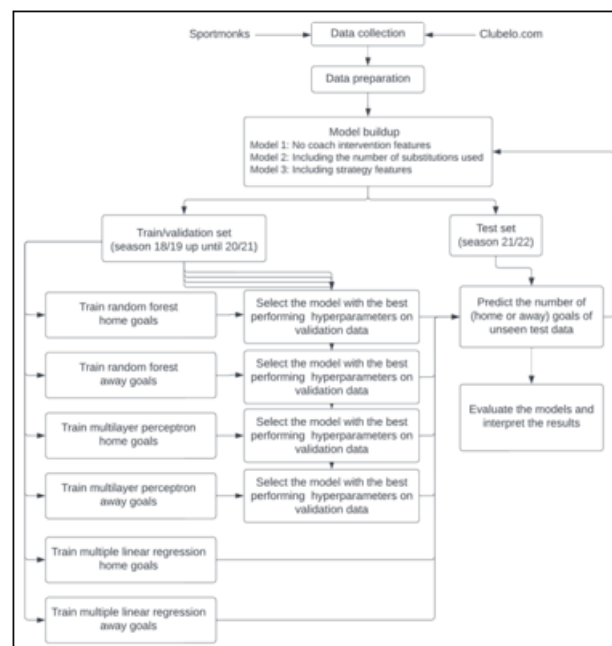 Sportmonks
Data collection
Clubelo.com
Data preparation
Model buildup
Model 1: No coach intervention features
Model 2: Including the number of substitutions used
Model 3: Including strategy features
Train/validation set
(season 18/19 up until 20/21)
Test set
(season 21/22)
Train random forest
home goals
Select the model with the best
performing hyperparameters on
validation data
Predict the number of
(home or away) goals of
unseen test data
Train random forest
away goals
Select the model with the best
performing hyperparameters on
validation data
Evaluate the models and
interpret the results
Train multilayer perceptron
home goals
Select the model with the best
performing hyperparameters on
validation data
Train multilayer perceptron
away goals
Select the model with the best
performing hyperparameters on
validation data
Train multiple linear regression
home goals
Train multiple linear regression
away goals